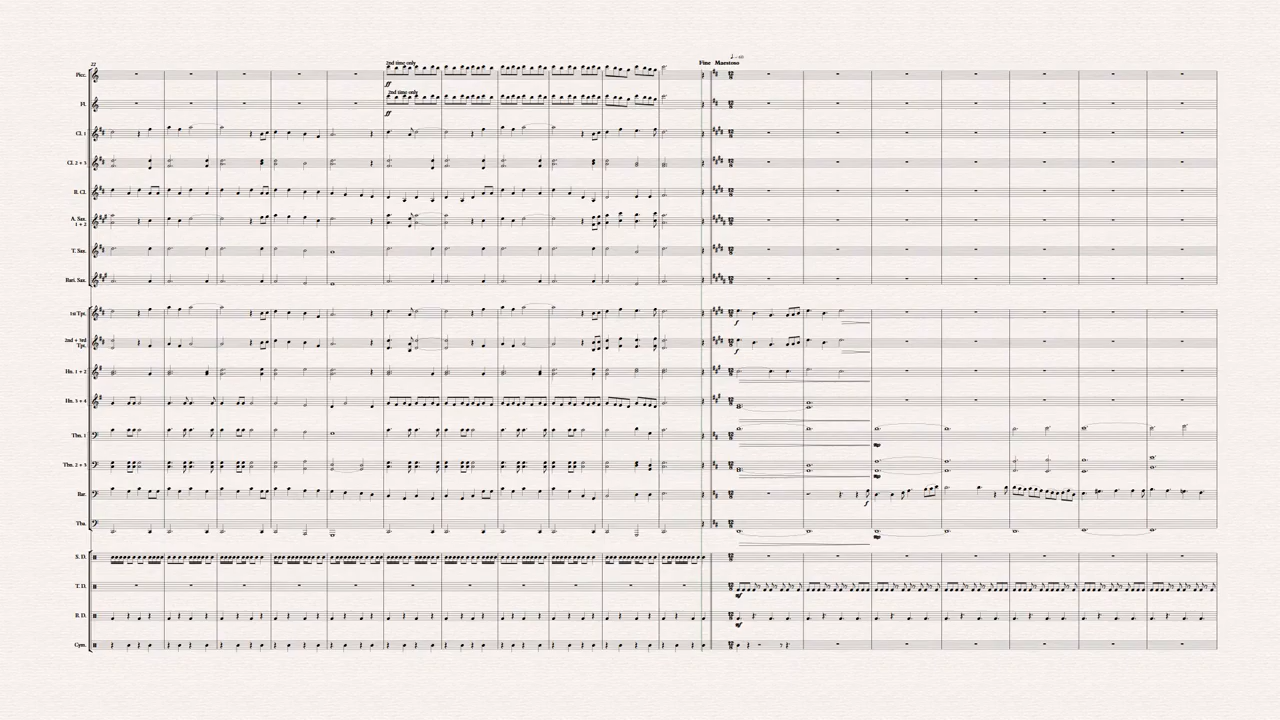 22
2nd time only
Fine Maestoso
Picc.
ff
2nd time only
Fl.
ff
Cl. 1
Cl. 2 + 3
B. Cl.
A. Sax.
1 + 2
T. Sax.
Bari. Sax.
1st Tpt.
f
2nd + 3rd
Tpt.
f
Hn. 1 + 2
Hn. 3 + 4
Tbn. 1
Tbn. 2 + 3
Bar.
f
Tba.
S. D.
T. D.
mf
B. D.
mf
Cym.